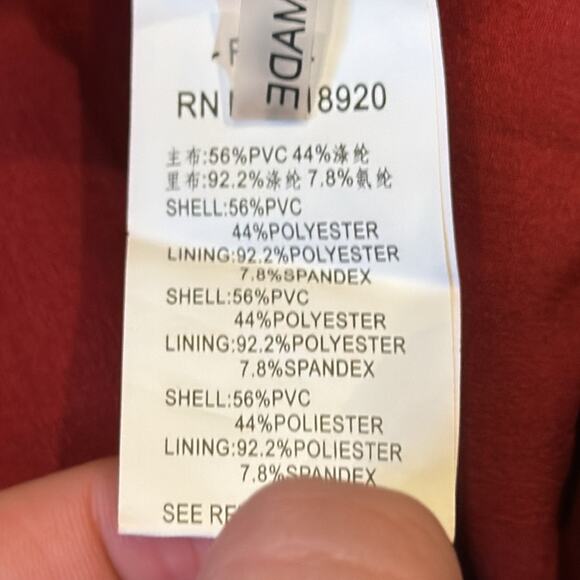 MADE
RN 18920
主布:56%PVC 44%涤纶
里布:92.2%涤纶 7.8%氨纶
SHELL:56%PVC
44%POLYESTER
LINING:92.2%POLYESTER
7.8%SPANDEX
SHELL:56%PVC
44%POLYESTER
LINING:92.2%POLYESTER
7.8%SPANDEX
SHELL:56%PVC
44%POLIESTER
LINING:92.2%POLIESTER
7.8%SPANDEX
SEE